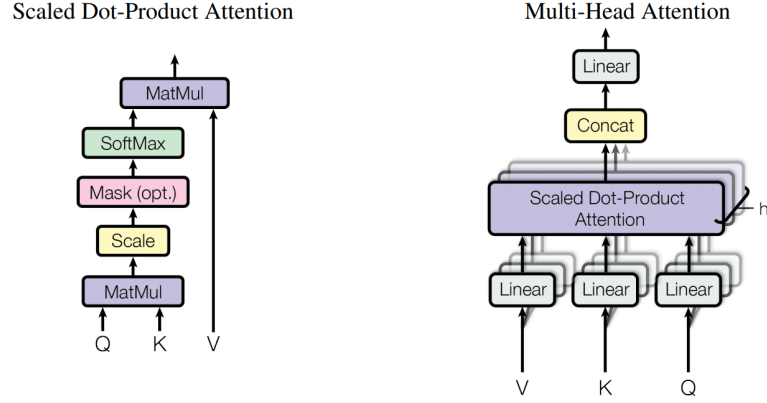 Scaled Dot-Product Attention
MatMul
SoftMax
Mask (opt.)
Scale
MatMul
Q K V
Multi-Head Attention
Linear
Concat
Scaled Dot-Product
Attention
h
Linear Linear Linear
V K Q